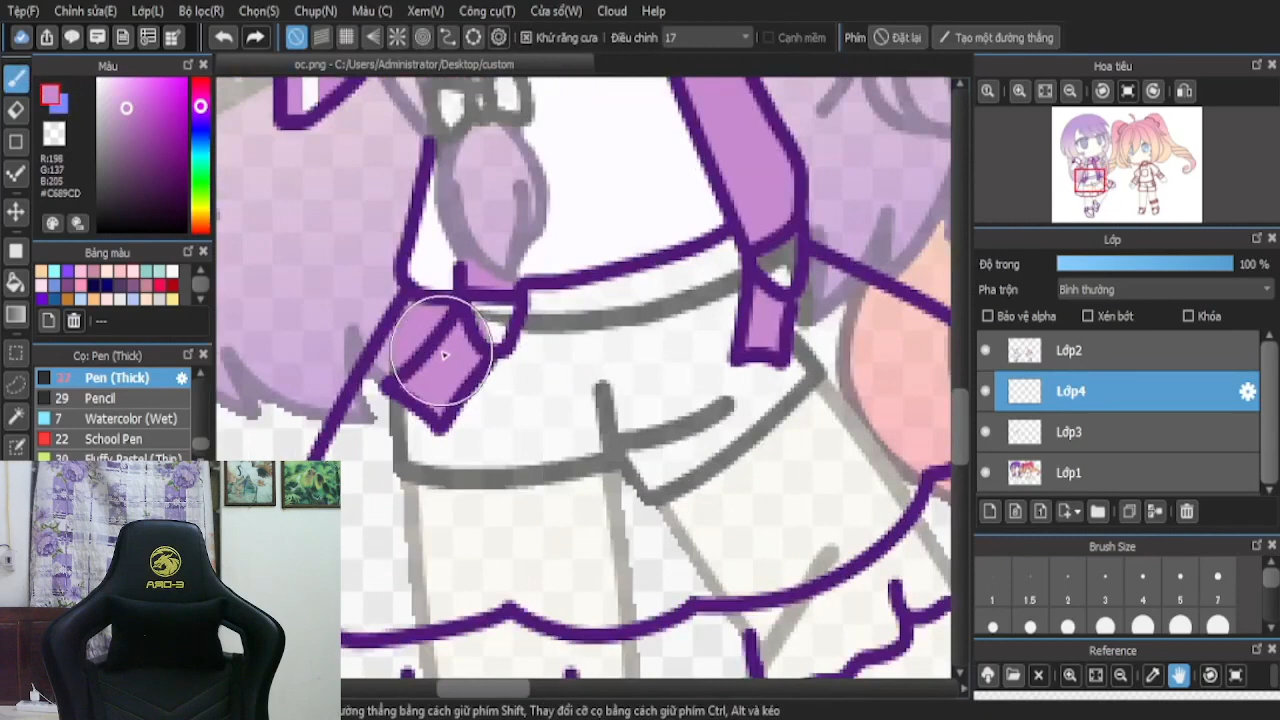 Tệp(F) Chỉnh sửa(E) Lớp(L) Bộ lọc(R) Chọn(S) Chụp(N) Màu (C) Xem(V) Công cụ(T) Cửa sổ(W) Cloud Help
Khử răng cưa Điều chỉnh 17 Cạnh mềm Phím Đặt lại Tạo một đường thẳng
Màu
oc.png - C:/Users/Administrator/Desktop/custom
Hoa tiêu
R:198
G:137
B:205
#C689CD
Bảng màu
---
Cọ: Pen (Thick)
Pen (Thick)
29 Pencil
7 Watercolor (Wet)
22 School Pen
30 Fluffy Pastel (Thin)
Lớp
Độ trong 100 %
Pha trộn Bình thường
Bảo vệ alpha Xén bớt Khóa
Lớp2
Lớp4
Lớp3
Lớp1
Brush Size
1 1.5 2 3 4 5 7
Reference
thẳng bằng cách giữ phím Shift, Thay đổi cỡ cọ bằng cách giữ phím Ctrl, Alt và kéo